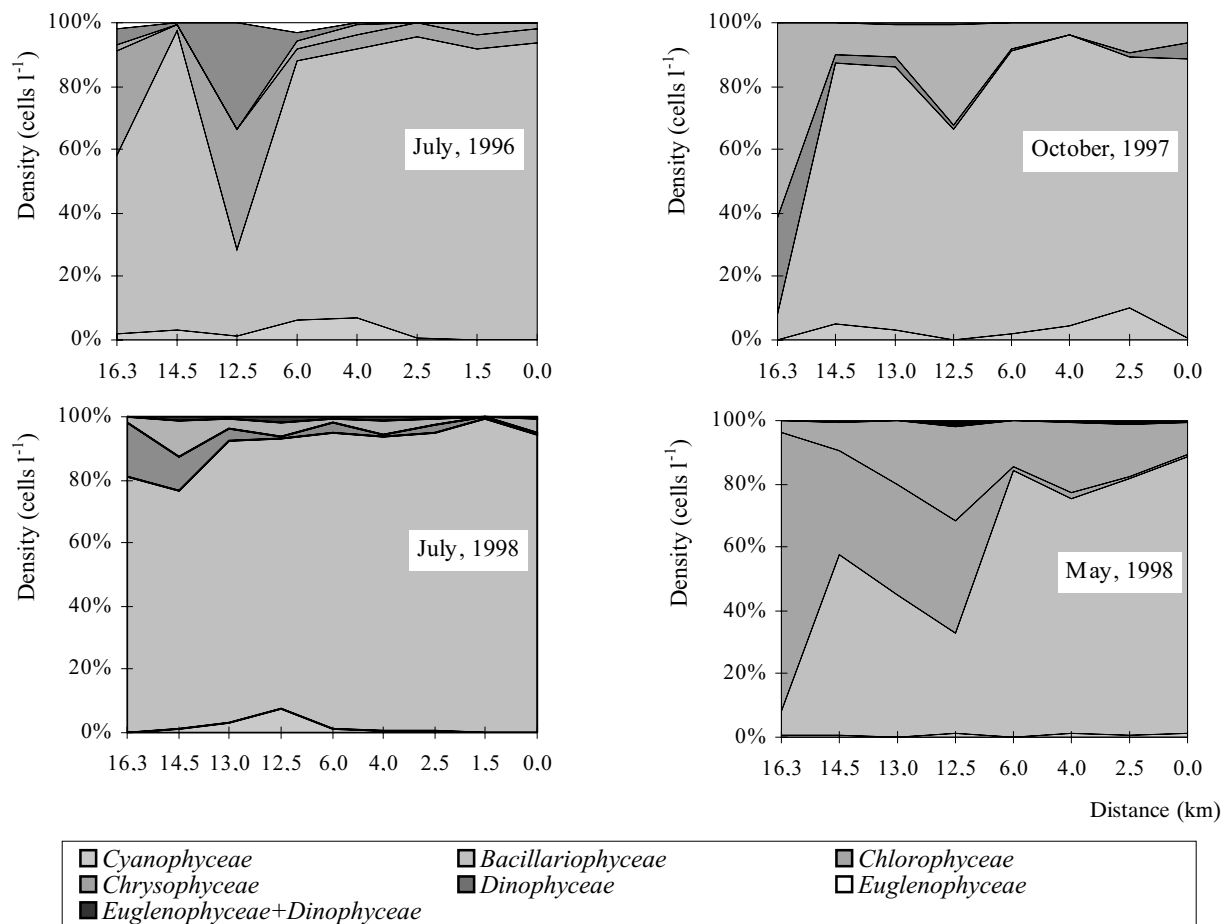 Density (cells l-1)
100%
80%
60%
40%
20%
0%
July, 1996
16.3 14.5 12.5 6.0 4.0 2.5 1.5 0.0
Density (cells l-1)
100%
80%
60%
40%
20%
0%
October, 1997
16.3 14.5 13.0 12.5 6.0 4.0 2.5 0.0
Density (cells l-1)
100%
80%
60%
40%
20%
0%
July, 1998
16.3 14.5 13.0 12.5 6.0 4.0 2.5 1.5 0.0
Density (cells l-1)
100%
80%
60%
40%
20%
0%
May, 1998
16.3 14.5 13.0 12.5 6.0 4.0 2.5 0.0
Distance (km)
Cyanophyceae Bacillariophyceae Chlorophyceae
Chrysophyceae Dinophyceae Euglenophyceae
Euglenophyceae+Dinophyceae